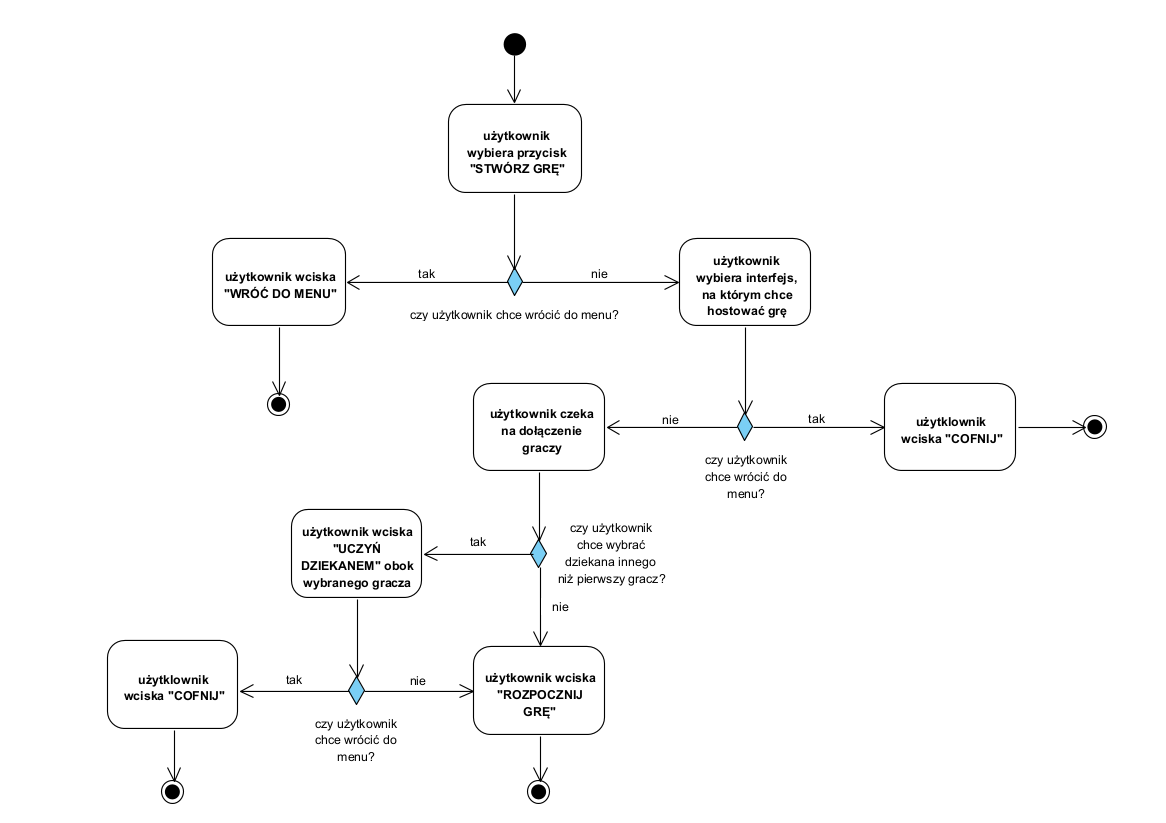 użytkownik
wybiera przycisk
"STWÓRZ GRĘ"
użytkownik wciska
"WRÓĆ DO MENU"
tak
nie
czy użytkownik chce wrócić do menu?
użytkownik
wybiera interfejs,
na którym chce
hostować grę
użytkownik czeka
na dołączenie
graczy
nie
tak
czy użytkownik
chce wrócić do
menu?
użytklownik
wciska "COFNIJ"
użytkownik wciska
"UCZYŃ
DZIEKANEM" obok
wybranego gracza
tak
czy użytkownik
chce wybrać
dziekana innego
niż pierwszy gracz?
nie
użytklownik
wciska "COFNIJ"
tak
nie
czy użytkownik
chce wrócić do
menu?
użytkownik wciska
"ROZPOCZNIJ
GRĘ"